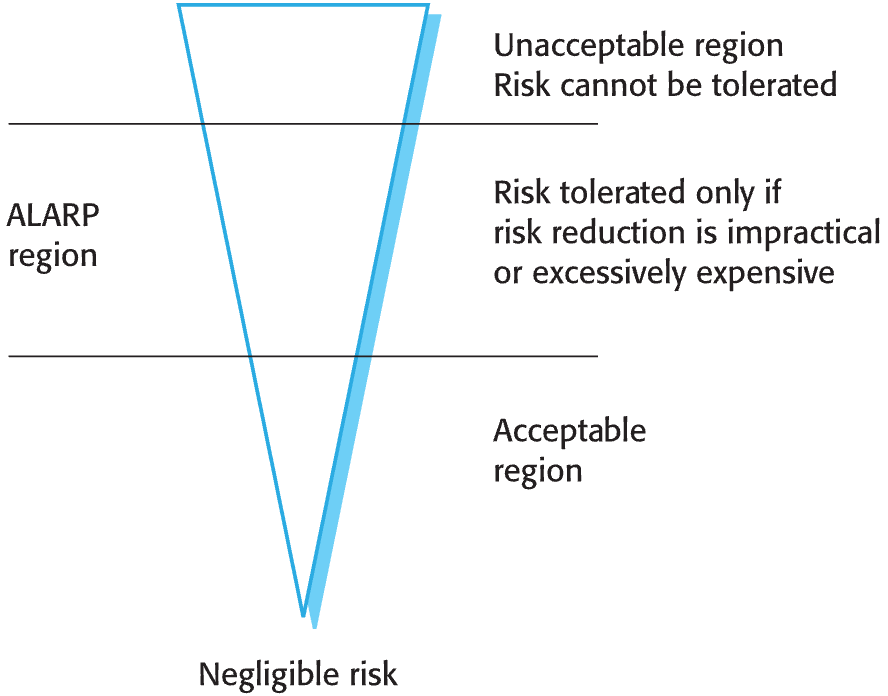 Unacceptable region
Risk cannot be tolerated
ALARP
region
Risk tolerated only if
risk reduction is impractical
or excessively expensive
Acceptable
region
Negligible risk